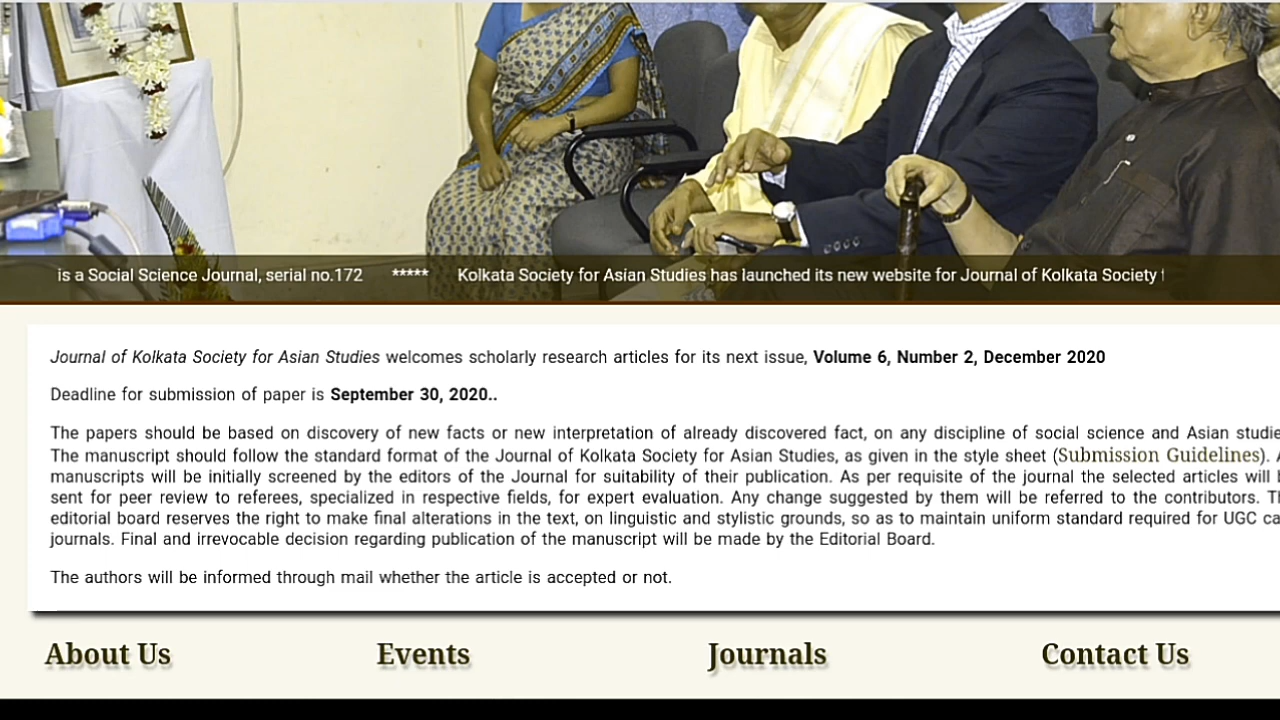 is a Social Science Journal, serial no.172 ***** Kolkata Society for Asian Studies has launched its new website for Journal of Kolkata Society
Journal of Kolkata Society for Asian Studies welcomes scholarly research articles for its next issue, Volume 6, Number 2, December 2020
Deadline for submission of paper is September 30, 2020..
The papers should be based on discovery of new facts or new interpretation of already discovered fact, on any discipline of social science and Asian studie
The manuscript should follow the standard format of the Journal of Kolkata Society for Asian Studies, as given in the style sheet (Submission Guidelines). A
manuscripts will be initially screened by the editors of the Journal for suitability of their publication. As per requisite of the journal the selected articles will b
sent for peer review to referees, specialized in respective fields, for expert evaluation. Any change suggested by them will be referred to the contributors. Th
editorial board reserves the right to make final alterations in the text, on linguistic and stylistic grounds, so as to maintain uniform standard required for UGC ca
journals. Final and irrevocable decision regarding publication of the manuscript will be made by the Editorial Board.
The authors will be informed through mail whether the article is accepted or not.
About Us Events Journals Contact Us